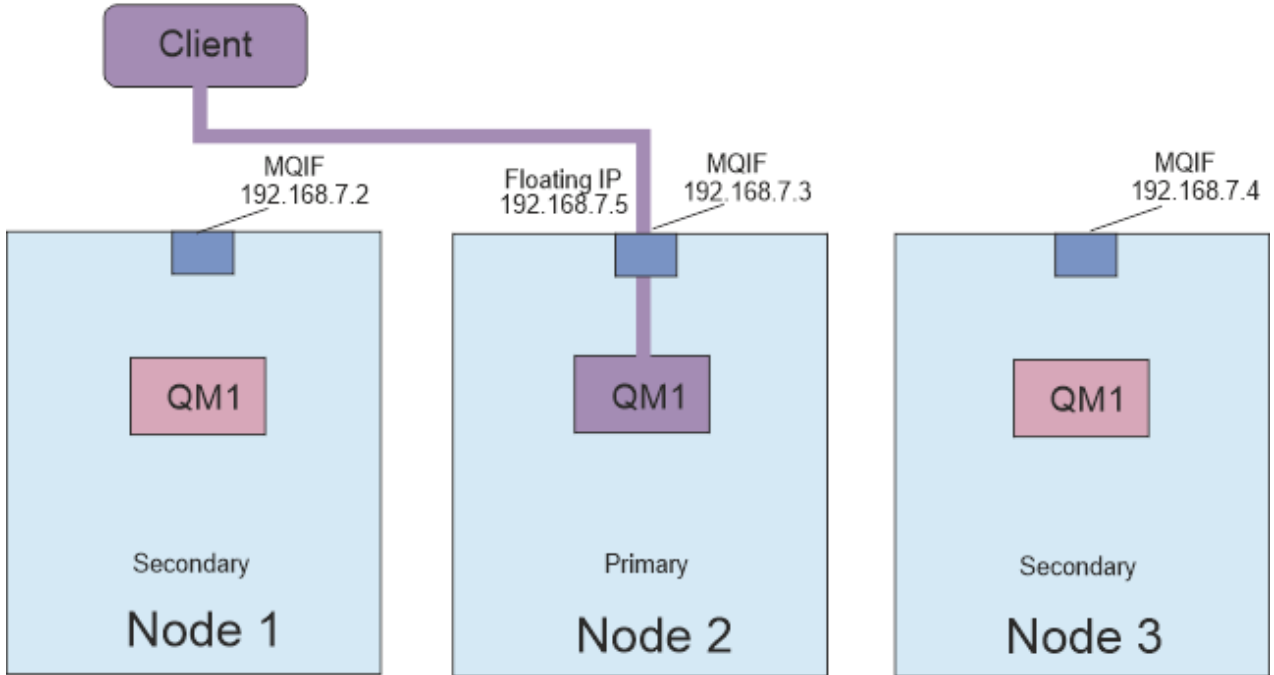 Client
MQIF
192.168.7.2
Floating IP
192.168.7.5
MQIF
192.168.7.3
MQIF
192.168.7.4
QM1
QM1
QM1
Secondary
Primary
Secondary
Node 1
Node 2
Node 3